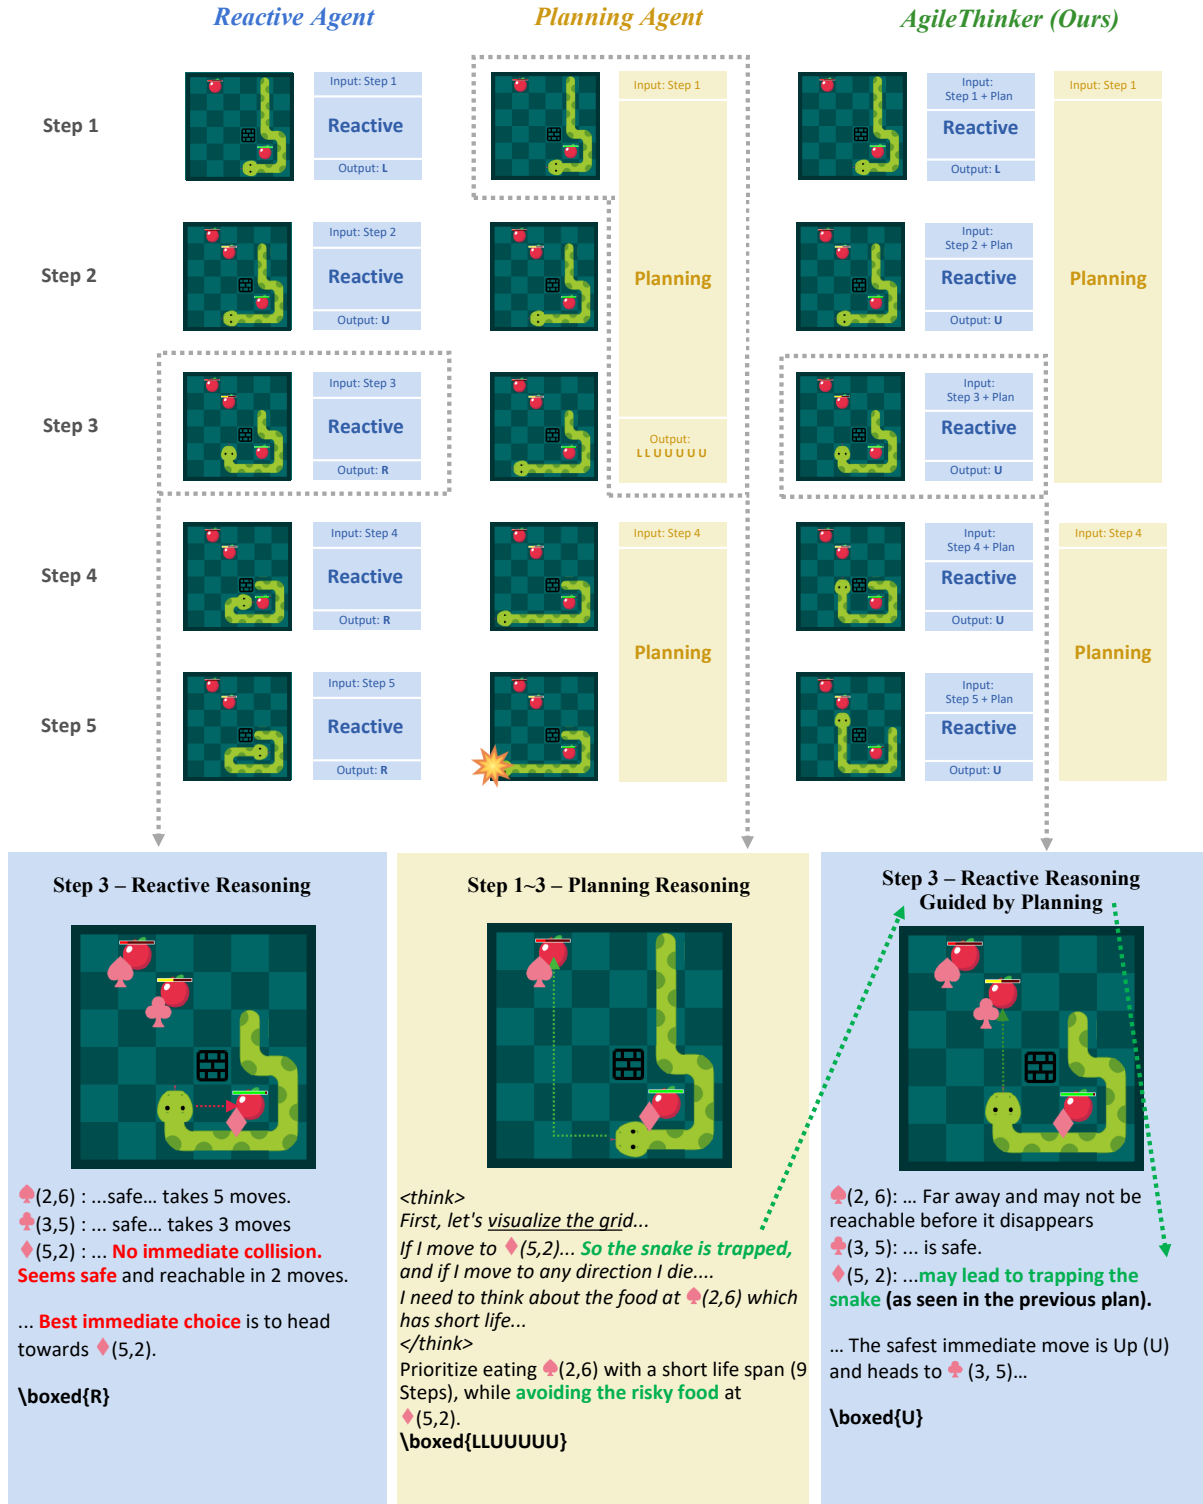 Reactive Agent
Planning Agent
AgileThinker (Ours)
Step 1
Input: Step 1
Reactive
Output: L
Input: Step 1
Input:
Step 1 + Plan
Reactive
Output: L
Input: Step 1
Step 2
Input: Step 2
Reactive
Output: U
Planning
Input:
Step 2 + Plan
Reactive
Output: U
Planning
Step 3
Input: Step 3
Reactive
Output: R
Output:
L L U U U U U
Input:
Step 3 + Plan
Reactive
Output: U
Step 4
Input: Step 4
Reactive
Output: R
Input: Step 4
Planning
Input:
Step 4 + Plan
Reactive
Output: U
Input: Step 4
Planning
Step 5
Input: Step 5
Reactive
Output: R
Input:
Step 5 + Plan
Reactive
Output: U
Step 3 – Reactive Reasoning
♠(2,6) : ...safe... takes 5 moves.
♣(3,5) : ... safe... takes 3 moves
♦(5,2) : ... No immediate collision.
Seems safe and reachable in 2 moves.
... Best immediate choice is to head
towards ♦(5,2).
\boxed{R}
Step 1~3 – Planning Reasoning
<think>
First, let's visualize the grid...
If I move to ♦(5,2)... So the snake is trapped,
and if I move to any direction I die....
I need to think about the food at ♠(2,6) which
has short life...
</think>
Prioritize eating ♠(2,6) with a short life span (9
Steps), while avoiding the risky food at
♦(5,2).
\boxed{LLUUUUU}
Step 3 – Reactive Reasoning
Guided by Planning
♠(2, 6): ... Far away and may not be
reachable before it disappears
♣(3, 5): ... is safe.
♦(5, 2): ...may lead to trapping the
snake (as seen in the previous plan).
... The safest immediate move is Up (U)
and heads to ♣ (3, 5)...
\boxed{U}